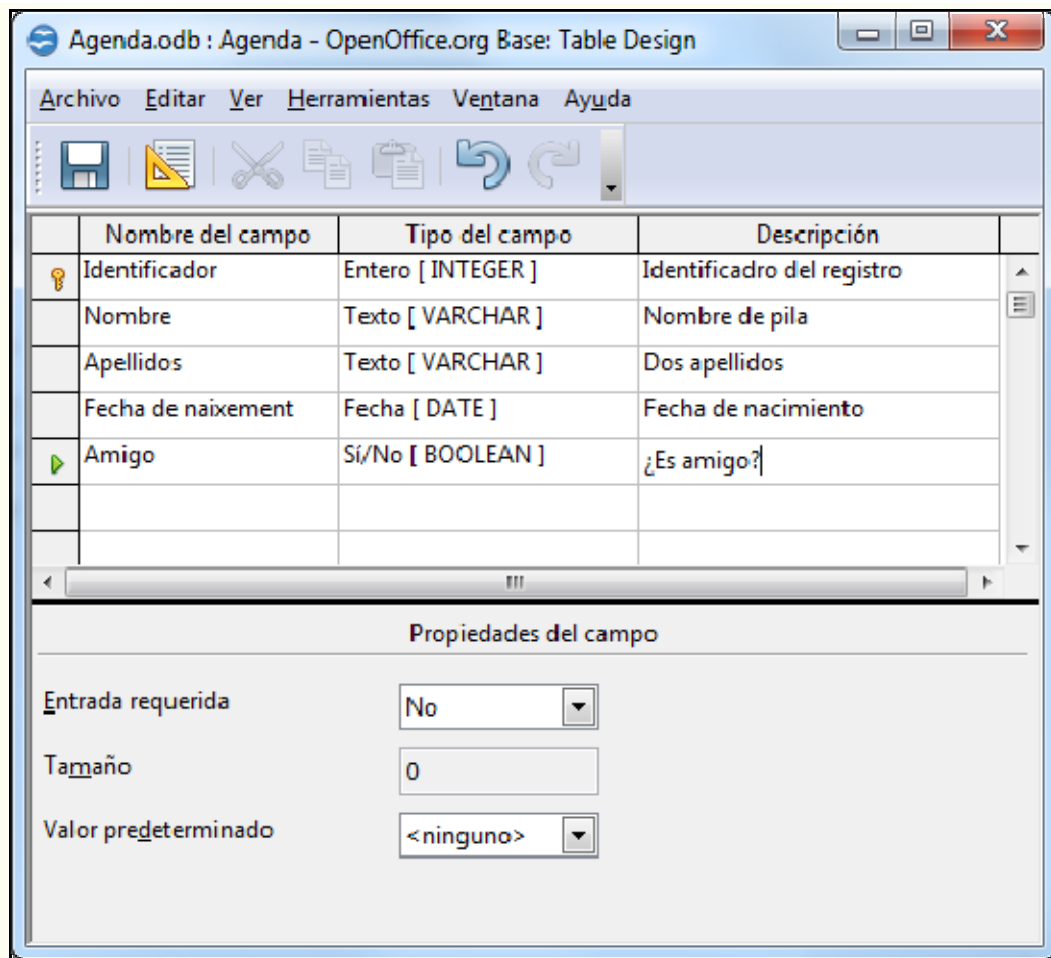 Agenda.odb : Agenda - OpenOffice.org Base: Table Design
Archivo Editar Ver Herramientas Ventana Ayuda
Nombre del campo Tipo del campo Descripción
Identificador Entero [ INTEGER ] Identificadro del registro
Nombre Texto [ VARCHAR ] Nombre de pila
Apellidos Texto [ VARCHAR ] Dos apellidos
Fecha de naixement Fecha [ DATE ] Fecha de nacimiento
Amigo Sí/No [ BOOLEAN ] ¿Es amigo?
Propiedades del campo
Entrada requerida No
Tamaño 0
Valor predeterminado <ninguno>